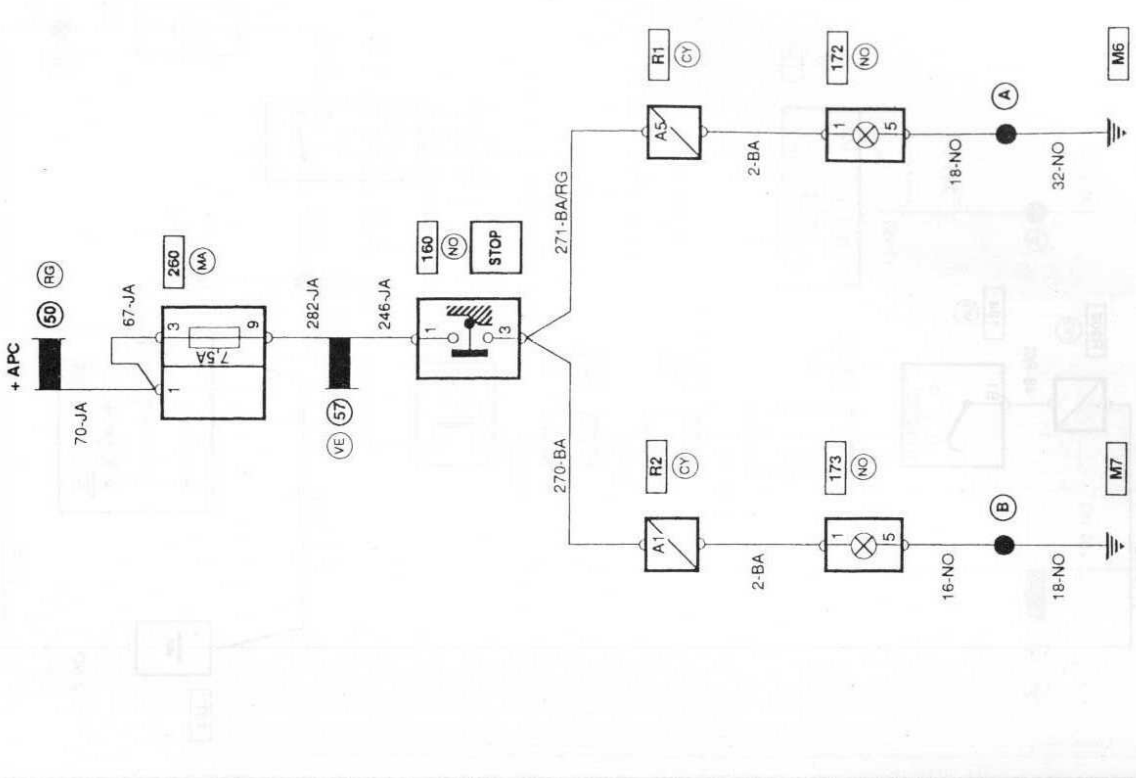 + APC
50 RG
70-JA
67-JA
260
MA
1
3
7,5A
9
282-JA
VE 57
246-JA
160
NO
STOP
1
3
270-BA
271-BA/RG
R2
CY
A1
R1
CY
A5
2-BA
2-BA
173
NO
1
5
172
NO
1
5
16-NO
18-NO
B
A
18-NO
32-NO
M7
M6